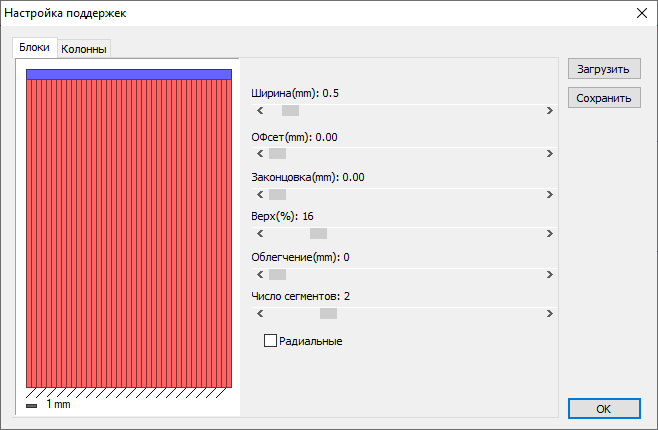 Настройка поддержек
Блоки
Колонны
Загрузить
Сохранить
Ширина(mm): 0.5
ОФсет(mm): 0.00
Законцовка(mm): 0.00
Верх(%): 16
Облегчение(mm): 0
Число сегментов: 2
Радиальные
1 mm
OK